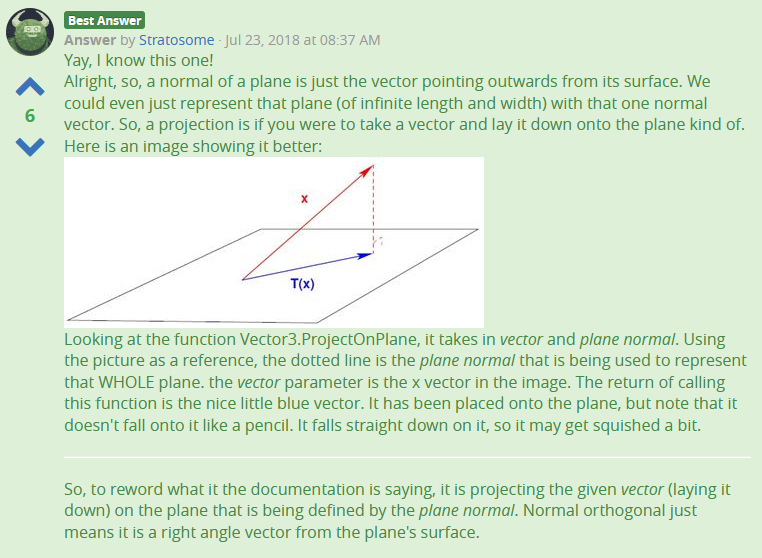 Best Answer
Answer by Stratosome · Jul 23, 2018 at 08:37 AM
Yay, I know this one!
Alright, so, a normal of a plane is just the vector pointing outwards from its surface. We
could even just represent that plane (of infinite length and width) with that one normal
vector. So, a projection is if you were to take a vector and lay it down onto the plane kind of.
Here is an image showing it better:
6
x
T(x)
Looking at the function Vector3.ProjectOnPlane, it takes in vector and plane normal. Using
the picture as a reference, the dotted line is the plane normal that is being used to represent
that WHOLE plane. the vector parameter is the x vector in the image. The return of calling
this function is the nice little blue vector. It has been placed onto the plane, but note that it
doesn't fall onto it like a pencil. It falls straight down on it, so it may get squished a bit.
So, to reword what it the documentation is saying, it is projecting the given vector (laying it
down) on the plane that is being defined by the plane normal. Normal orthogonal just
means it is a right angle vector from the plane's surface.